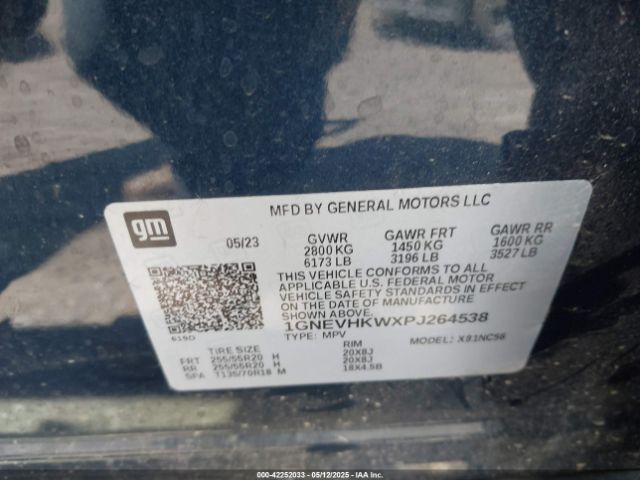 MFD BY GENERAL MOTORS LLC
gm
05/23
GVWR GAWR FRT GAWR RR
2800 KG 1450 KG 1600 KG
6173 LB 3196 LB 3527 LB
THIS VEHICLE CONFORMS TO ALL
APPLICABLE U.S. FEDERAL MOTOR
VEHICLE SAFETY STANDARDS IN EFFECT
ON THE DATE OF MANUFACTURE
SHOWN ABOVE.
1GNEVHKWXPJ264538
619D
TYPE: MPV MODEL: X81NC56
TIRE SIZE RIM
FRT 255/55R20 H 20X8J
RR 255/55R20 H 20X8J
SPA T135/70R18 M 18X4.5B
000-42252033 - 05/12/2025 - IAAI, Inc.